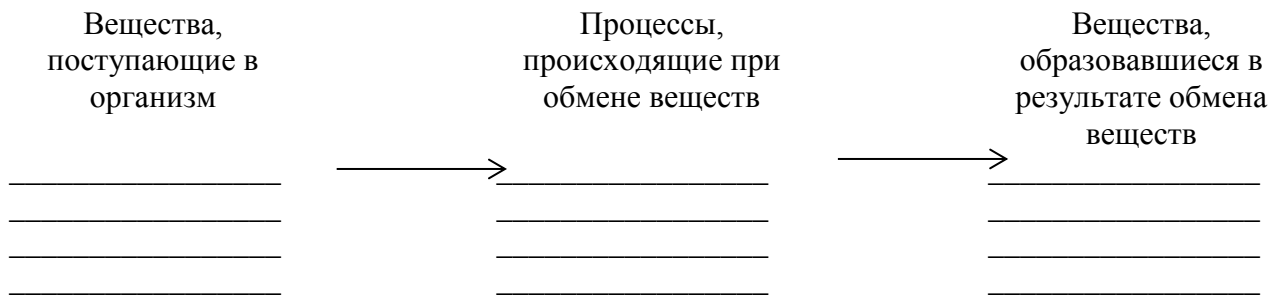 Вещества,
поступающие в
организм
Процессы,
происходящие при
обмене веществ
Вещества,
образовавшиеся в
результате обмена
веществ